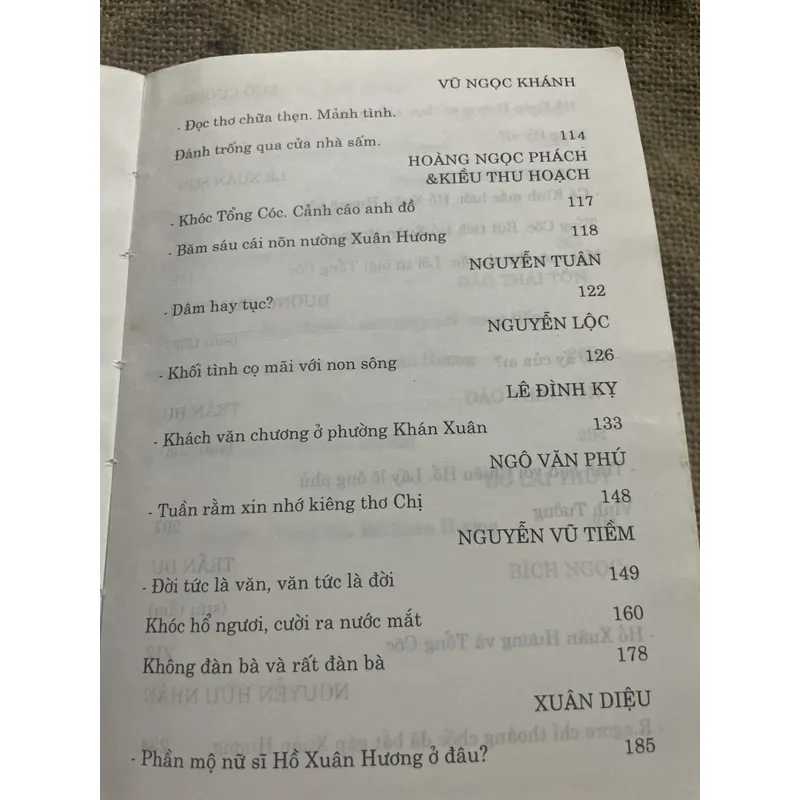 VŨ NGỌC KHÁNH
- Đọc thơ chữa thẹn. Mảnh tình.
Đánh trống qua cửa nhà sấm. 114
HOÀNG NGỌC PHÁCH
&KIỀU THU HOẠCH
- Khóc Tổng Cóc. Cảnh cáo anh đồ 117
- Băm sáu cái nõn nường Xuân Hương 118
NGUYỄN TUÂN
- Dâm hay tục? 122
NGUYỄN LỘC
- Khối tình cọ mãi với non sông 126
LÊ ĐÌNH KỴ
- Khách văn chương ở phường Khán Xuân 133
NGÔ VĂN PHÚ
- Tuần rằm xin nhớ kiêng thơ Chị 148
NGUYỄN VŨ TIỀM
- Đời tức là văn, văn tức là đời 149
Khóc hổ ngươi, cười ra nước mắt 160
Không đàn bà và rất đàn bà 178
XUÂN DIỆU
- Phần mộ nữ sĩ Hồ Xuân Hương ở đâu? 185